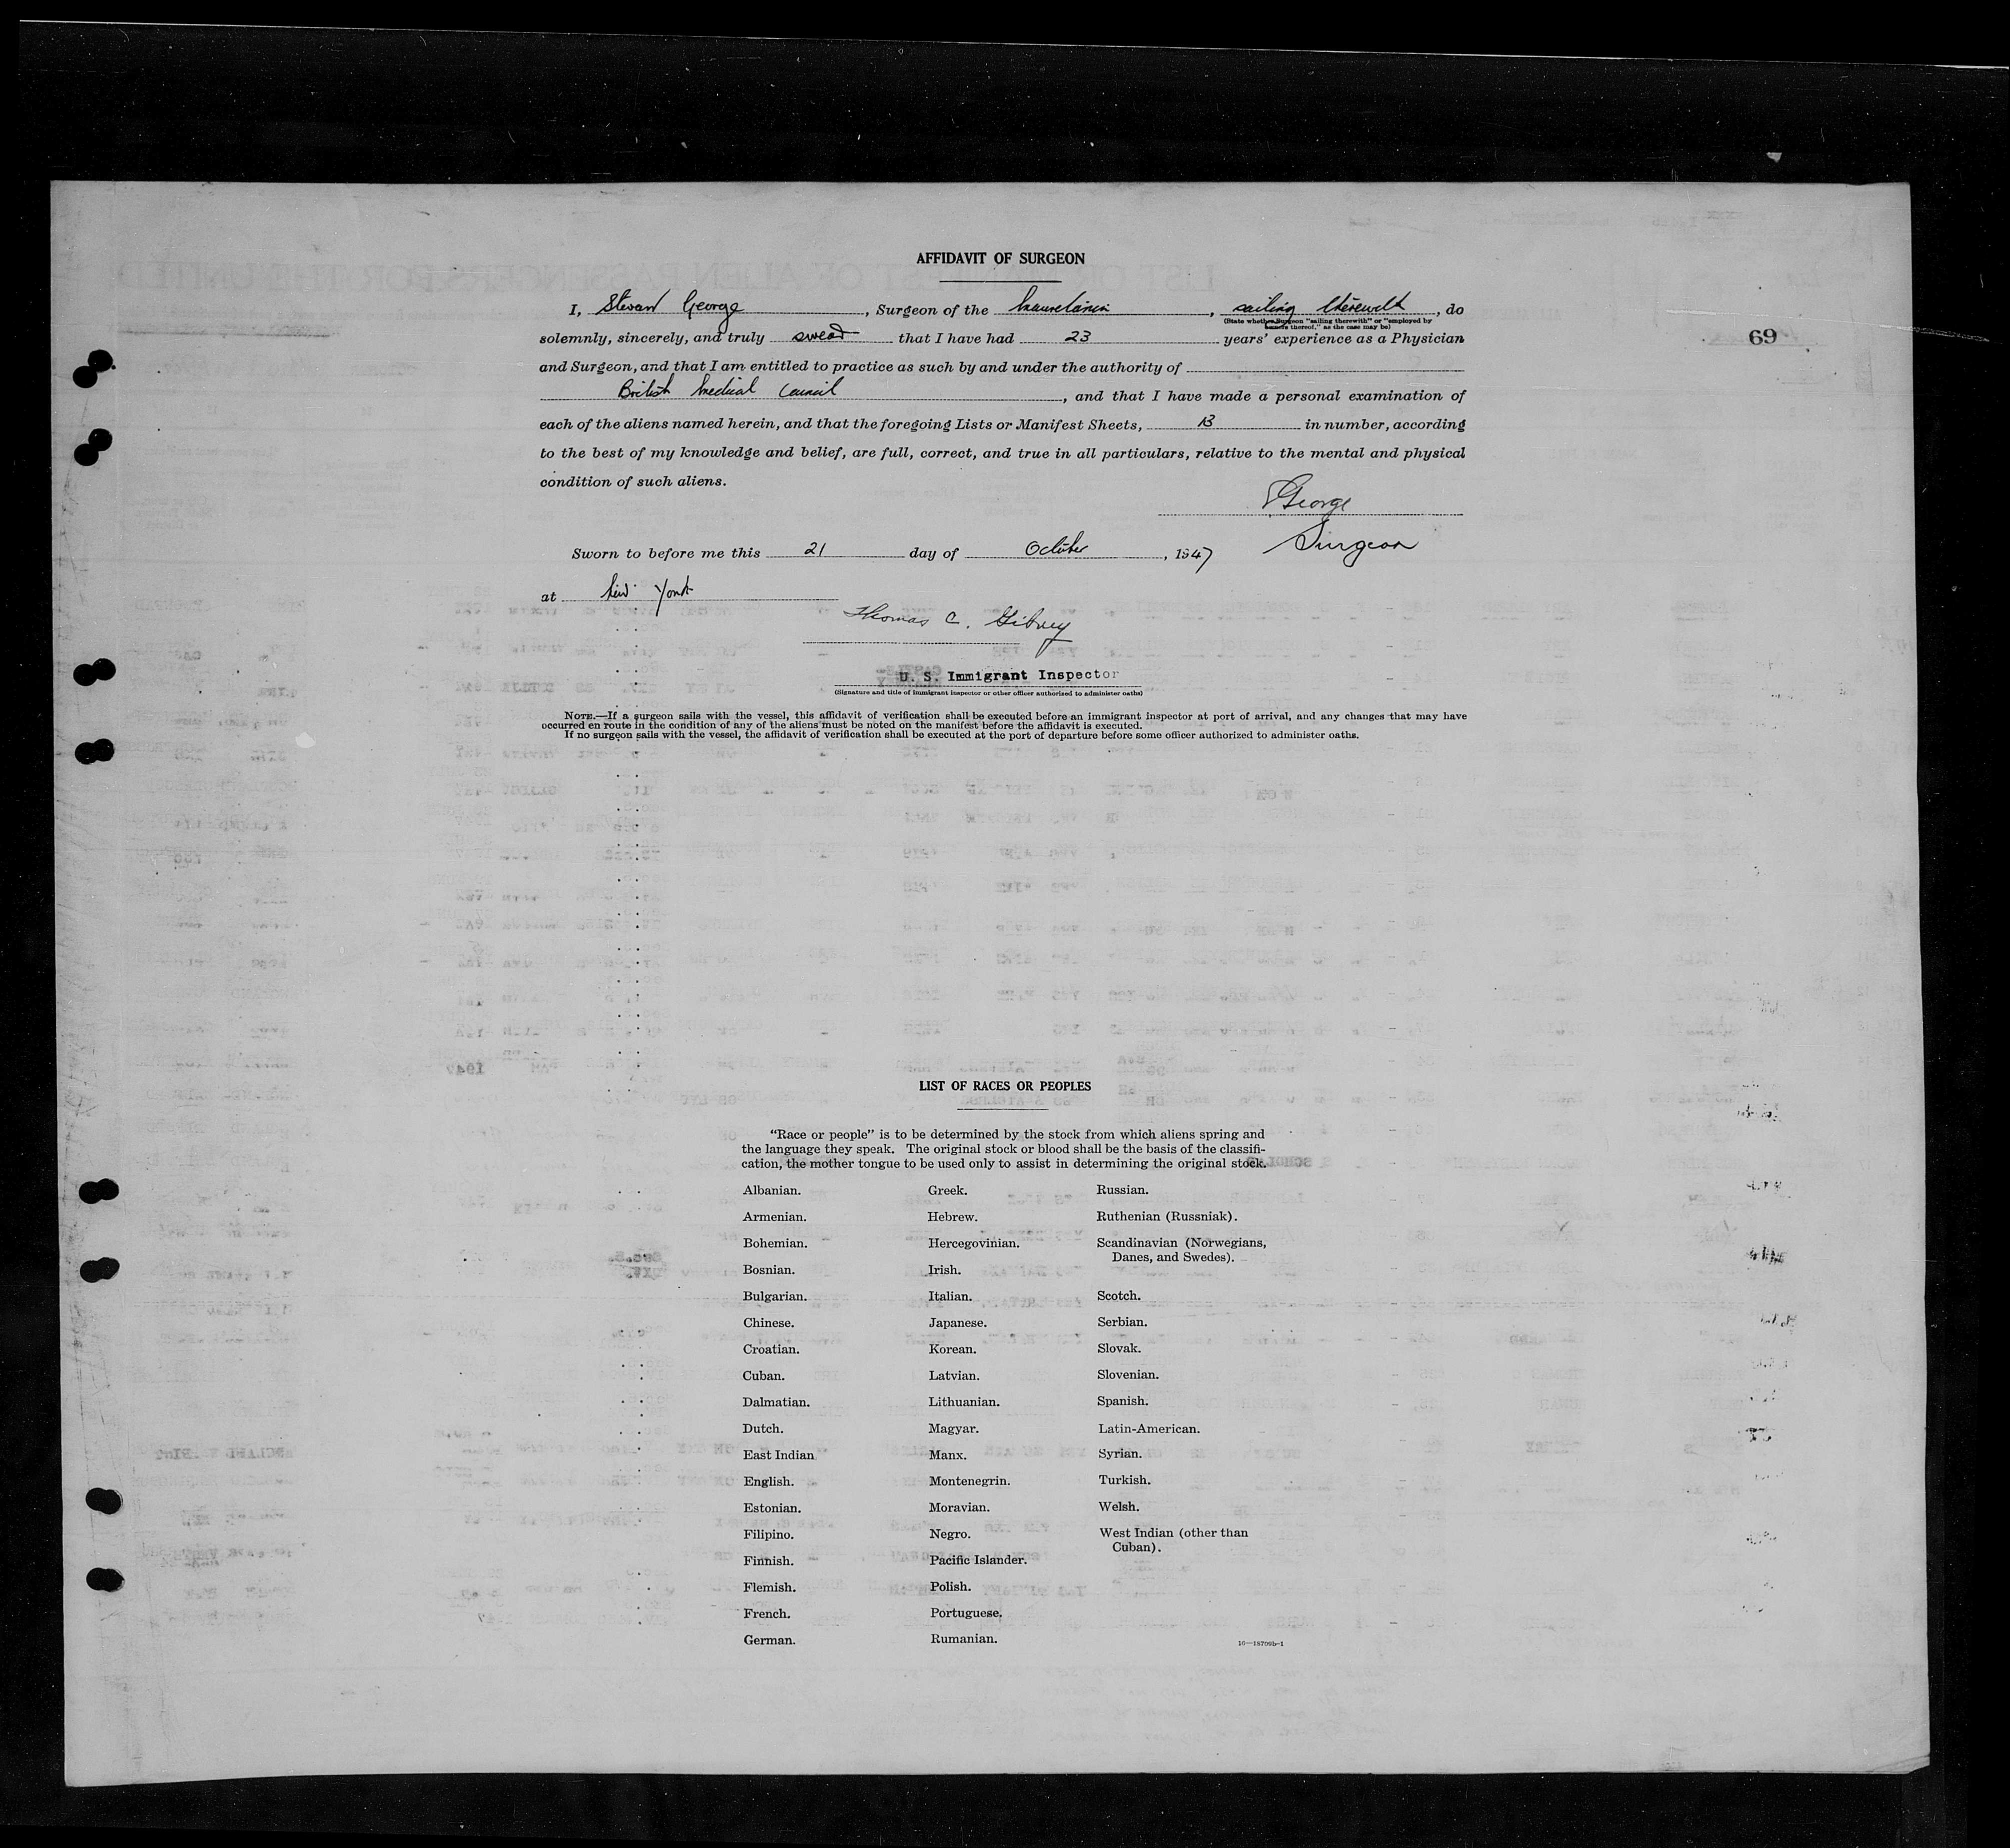 AFFIDAVIT OF SURGEON
I, Stewart George, Surgeon of the Mauretania, sailing therewith, do
(State whether Surgeon "sailing therewith" or "employed by
owners thereof," as the case may be)
69
solemnly, sincerely, and truly swear that I have had 23 years' experience as a Physician
and Surgeon, and that I am entitled to practice as such by and under the authority of
British Medical Council, and that I have made a personal examination of
each of the aliens named herein, and that the foregoing Lists or Manifest Sheets, in number, according
to the best of my knowledge and belief, are full, correct, and true in all particulars, relative to the mental and physical
condition of such aliens.
George
Surgeon
Sworn to before me this 21 day of October, 1947
at New York
Thomas C. Gibney
U. S. Immigrant Inspector
(Signature and title of immigrant inspector or other officer authorized to administer oaths)
NOTE.—If a surgeon sails with the vessel, this affidavit of verification shall be executed before an immigrant inspector at port of arrival, and any changes that may have
occurred en route in the condition of any of the aliens must be noted on the manifest before the affidavit is executed.
If no surgeon sails with the vessel, the affidavit of verification shall be executed at the port of departure before some officer authorized to administer oaths.
LIST OF RACES OR PEOPLES
"Race or people" is to be determined by the stock from which aliens spring and
the language they speak. The original stock or blood shall be the basis of the classifi-
cation, the mother tongue to be used only to assist in determining the original stock.
Albanian.
Armenian.
Bohemian.
Bosnian.
Bulgarian.
Chinese.
Croatian.
Cuban.
Dalmatian.
Dutch.
East Indian
English.
Estonian.
Filipino.
Finnish.
Flemish.
French.
German.
Greek.
Hebrew.
Hercegovinian.
Irish.
Italian.
Japanese.
Korean.
Latvian.
Lithuanian.
Magyar.
Manx.
Montenegrin.
Moravian.
Negro.
Pacific Islander.
Polish.
Portuguese.
Rumanian.
Russian.
Ruthenian (Russniak).
Scandinavian (Norwegians,
Danes, and Swedes).
Scotch.
Serbian.
Slovak.
Slovenian.
Spanish.
Latin-American.
Syrian.
Turkish.
Welsh.
West Indian (other than
Cuban).
16—18706b-1